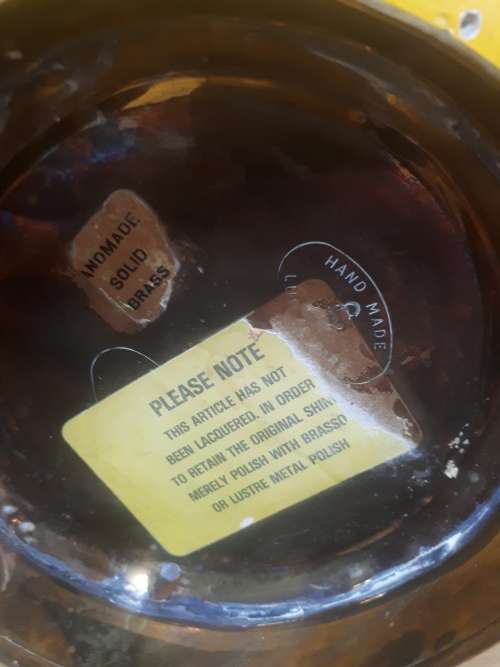 HANDMADE
SOLID
BRASS
HAND MADE
PLEASE NOTE
THIS ARTICLE HAS NOT
BEEN LACQUERED. IN ORDER
TO RETAIN THE ORIGINAL SHINE
MERELY POLISH WITH BRASSO
OR LUSTRE METAL POLISH